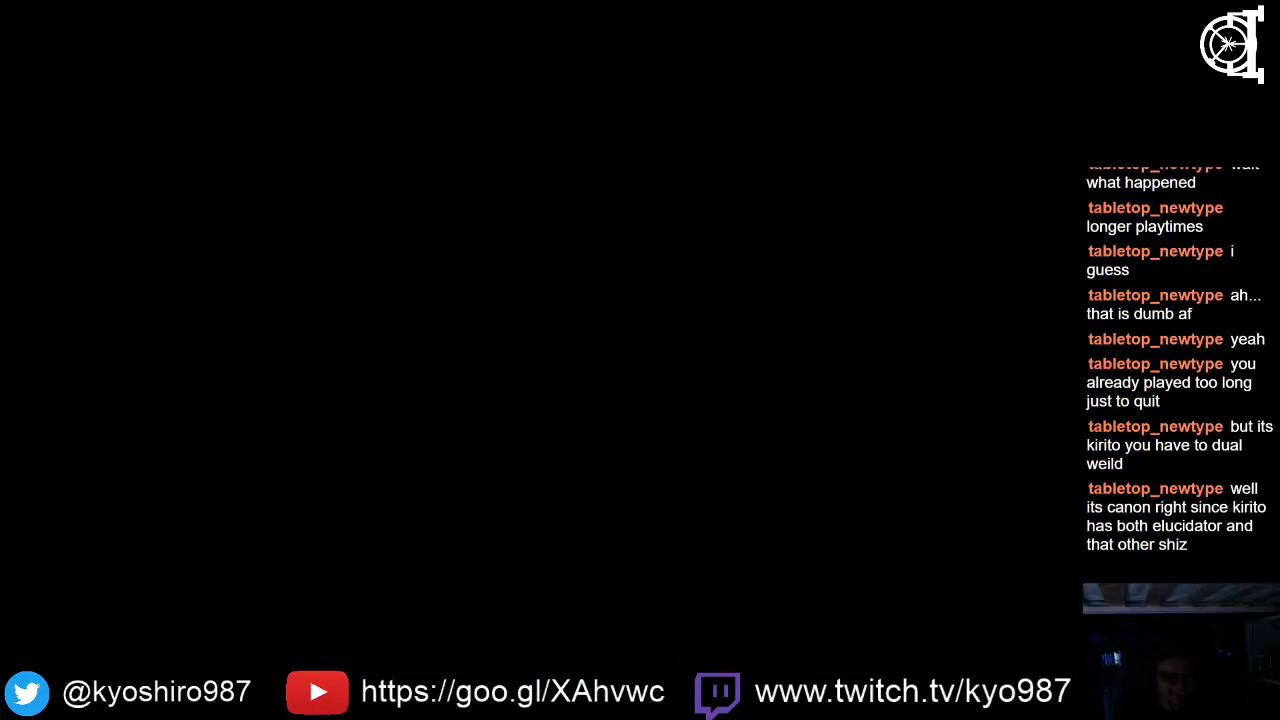 tabletop_newtype wait
what happened
tabletop_newtype
longer playtimes
tabletop_newtype i
guess
tabletop_newtype ah...
that is dumb af
tabletop_newtype yeah
tabletop_newtype you
already played too long
just to quit
tabletop_newtype but its
kirito you have to dual
weild
tabletop_newtype well
its canon right since kirito
has both elucidator and
that other shiz
@kyoshiro987 https://goo.gl/XAhvwc www.twitch.tv/kyo987